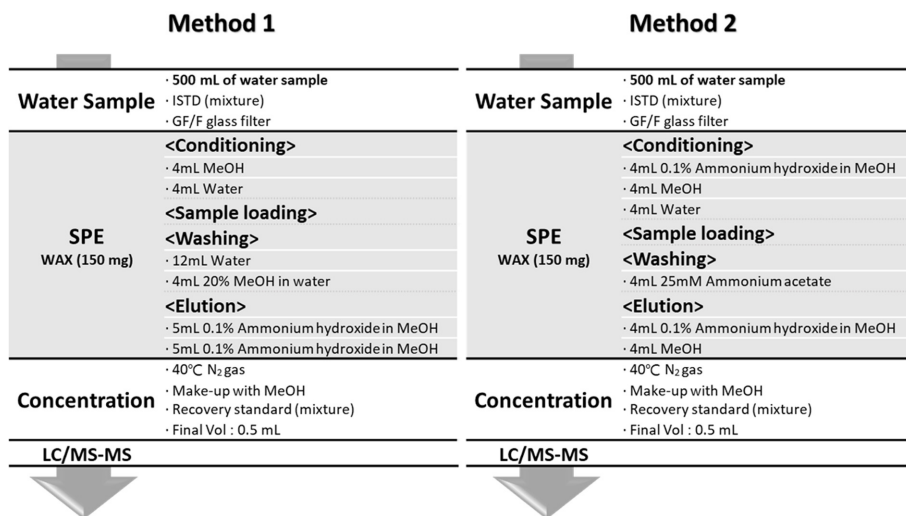 Method 1
Water Sample
· 500 mL of water sample
· ISTD (mixture)
· GF/F glass filter
SPE
WAX (150 mg)
<Conditioning>
· 4mL MeOH
· 4mL Water
<Sample loading>
<Washing>
· 12mL Water
· 4mL 20% MeOH in water
<Elution>
· 5mL 0.1% Ammonium hydroxide in MeOH
· 5mL 0.1% Ammonium hydroxide in MeOH
Concentration
· 40℃ N₂ gas
· Make-up with MeOH
· Recovery standard (mixture)
· Final Vol : 0.5 mL
LC/MS-MS
Method 2
Water Sample
· 500 mL of water sample
· ISTD (mixture)
· GF/F glass filter
SPE
WAX (150 mg)
<Conditioning>
· 4mL 0.1% Ammonium hydroxide in MeOH
· 4mL MeOH
· 4mL Water
<Sample loading>
<Washing>
· 4mL 25mM Ammonium acetate
<Elution>
· 4mL 0.1% Ammonium hydroxide in MeOH
· 4mL MeOH
Concentration
· 40℃ N₂ gas
· Make-up with MeOH
· Recovery standard (mixture)
· Final Vol : 0.5 mL
LC/MS-MS